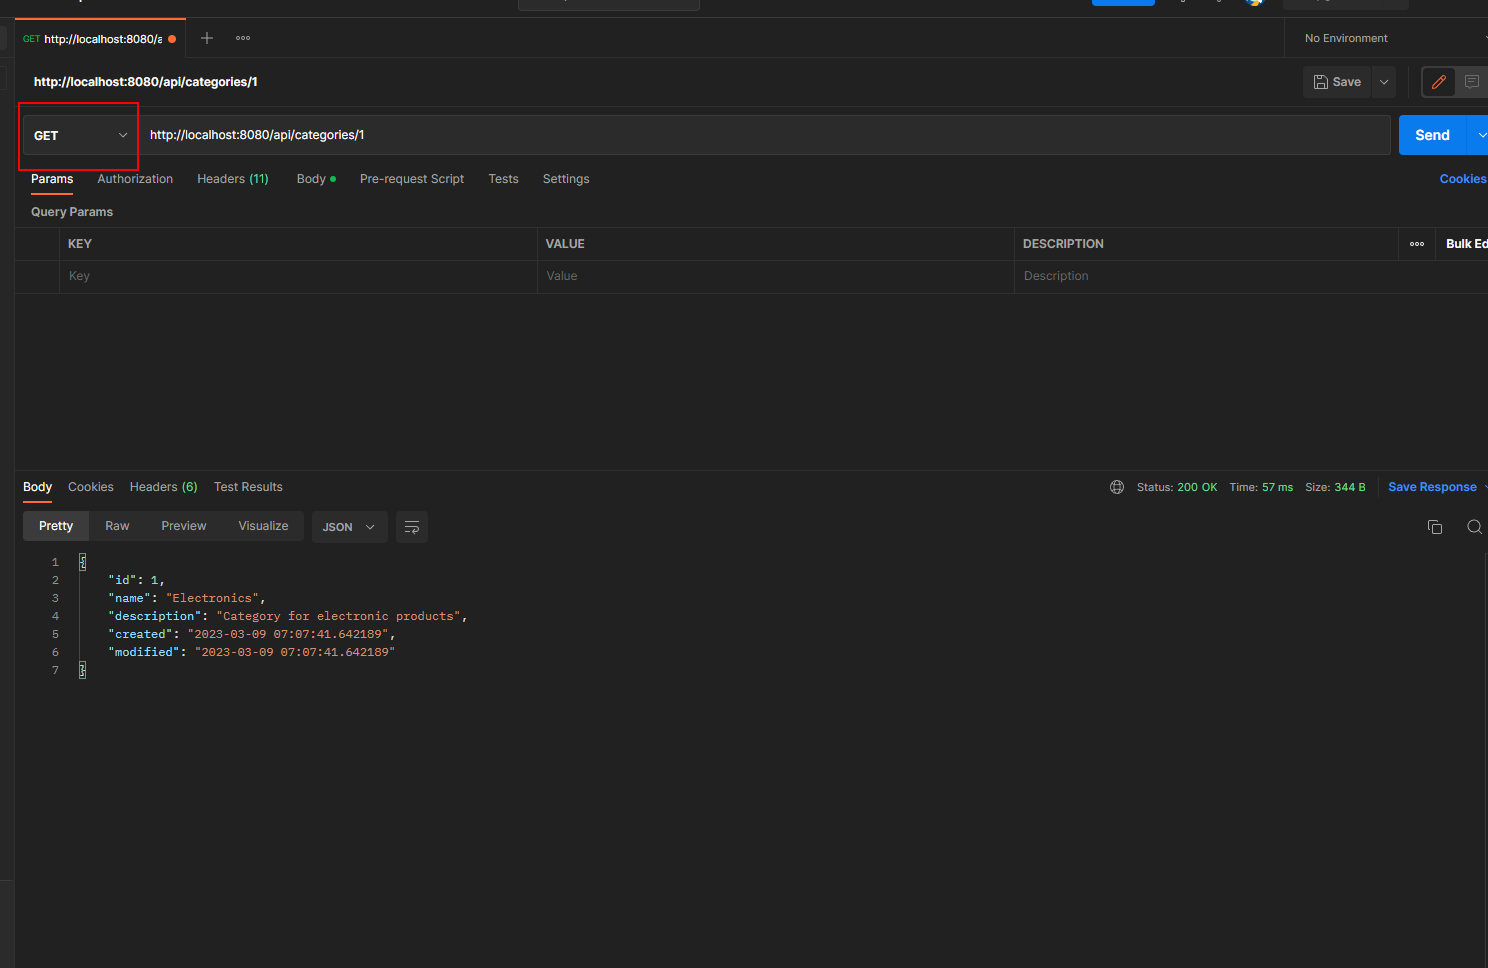 GET http://localhost:8080/a
No Environment
http://localhost:8080/api/categories/1
Save
GET http://localhost:8080/api/categories/1
Send
Params Authorization Headers (11) Body Pre-request Script Tests Settings
Cookies
Query Params
KEY VALUE DESCRIPTION Bulk Ed
Key Value Description
Body Cookies Headers (6) Test Results
Status: 200 OK Time: 57 ms Size: 344 B Save Response
Pretty Raw Preview Visualize JSON
1 {
2 "id": 1,
3 "name": "Electronics",
4 "description": "Category for electronic products",
5 "created": "2023-03-09 07:07:41.642189",
6 "modified": "2023-03-09 07:07:41.642189"
7 }